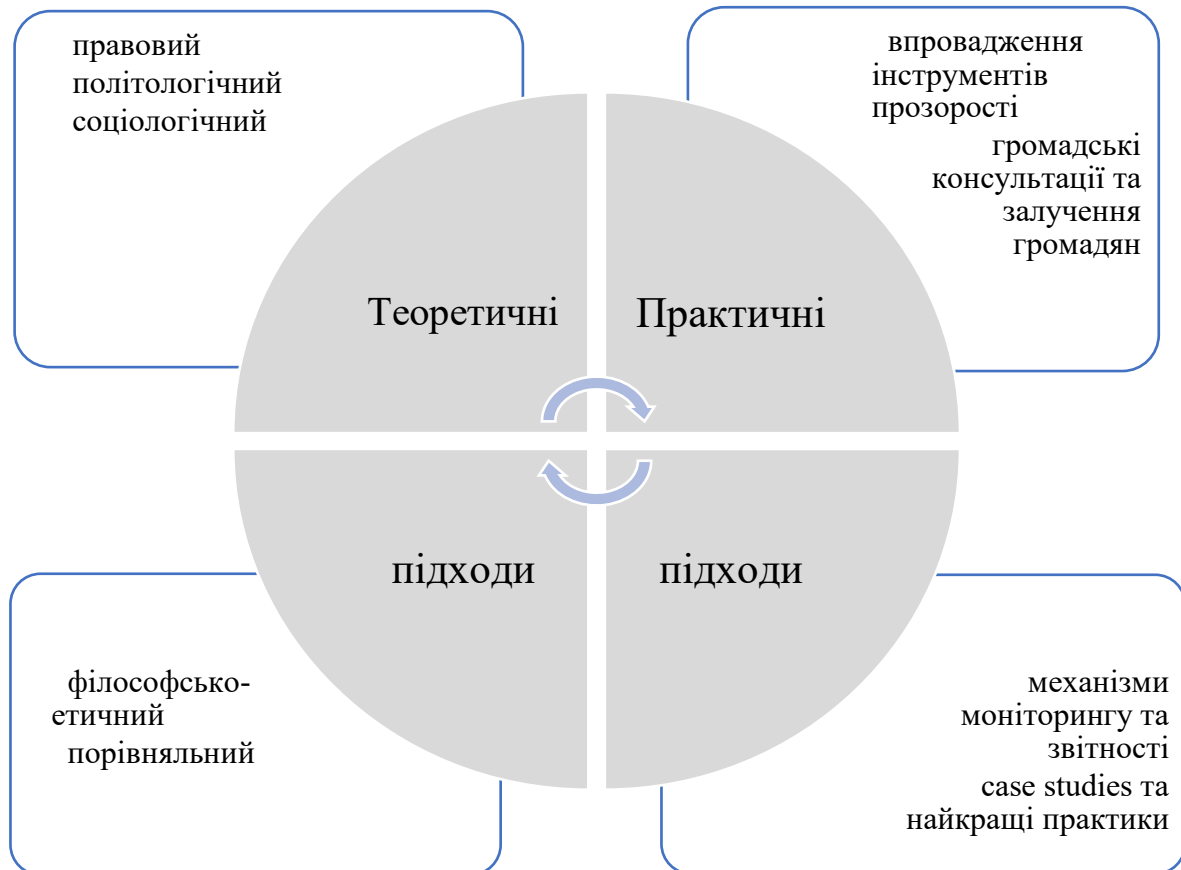 правовий
політологічний
соціологічний
впровадження
інструментів
прозорості
громадські
консультації та
залучення
громадян
Теоретичні
Практичні
підходи
підходи
філософсько-
етичний
порівняльний
механізми
моніторингу та
звітності
case studies та
найкращі практики